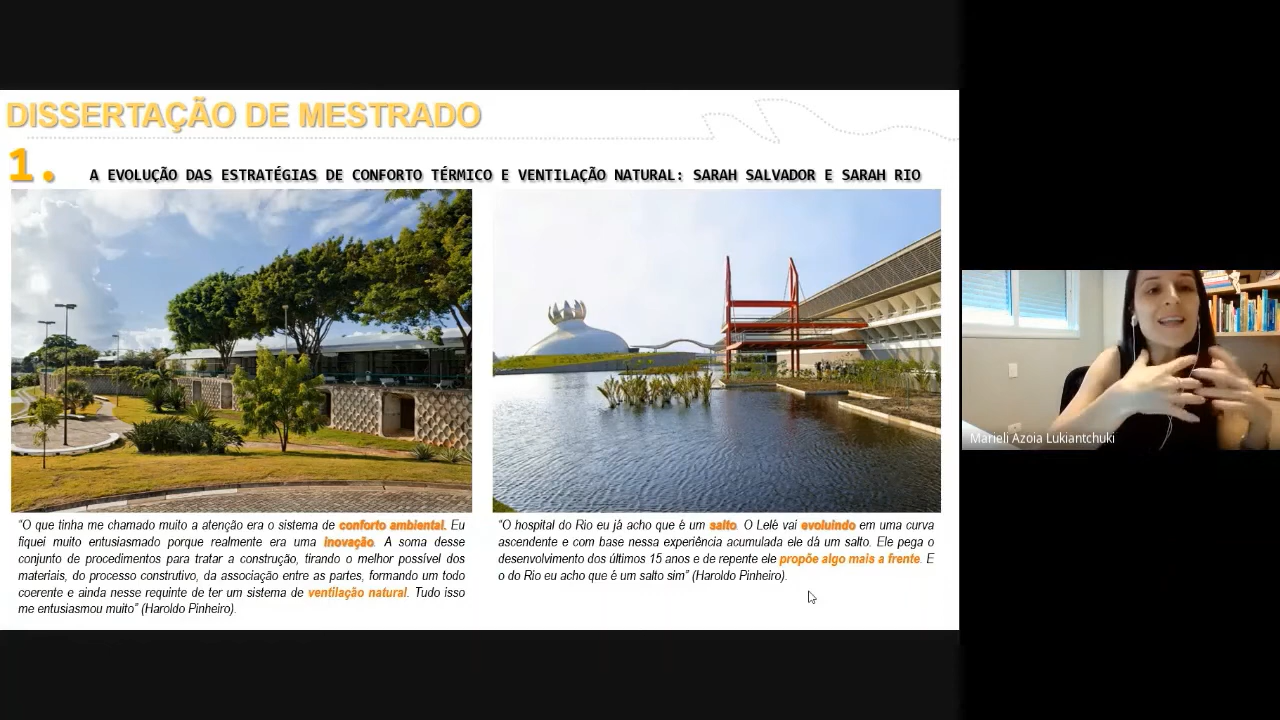 DISSERTAÇÃO DE MESTRADO
1. A EVOLUÇÃO DAS ESTRATÉGIAS DE CONFORTO TÉRMICO E VENTILAÇÃO NATURAL: SARAH SALVADOR E SARAH RIO
"O que tinha me chamado muito a atenção era o sistema de conforto ambiental. Eu
fiquei muito entusiasmado porque realmente era uma inovação. A soma desse
conjunto de procedimentos para tratar a construção, tirando o melhor possível dos
materiais, do processo construtivo, da associação entre as partes, formando um todo
coerente e ainda nesse requinte de ter um sistema de ventilação natural. Tudo isso
me entusiasmou muito" (Haroldo Pinheiro).
"O hospital do Rio eu já acho que é um salto. O Lelé vai evoluindo em uma curva
ascendente e com base nessa experiência acumulada ele dá um salto. Ele pega o
desenvolvimento dos últimos 15 anos e de repente ele propõe algo mais a frente. E
o do Rio eu acho que é um salto sim" (Haroldo Pinheiro).
Marieli Azoia Lukiantchuki